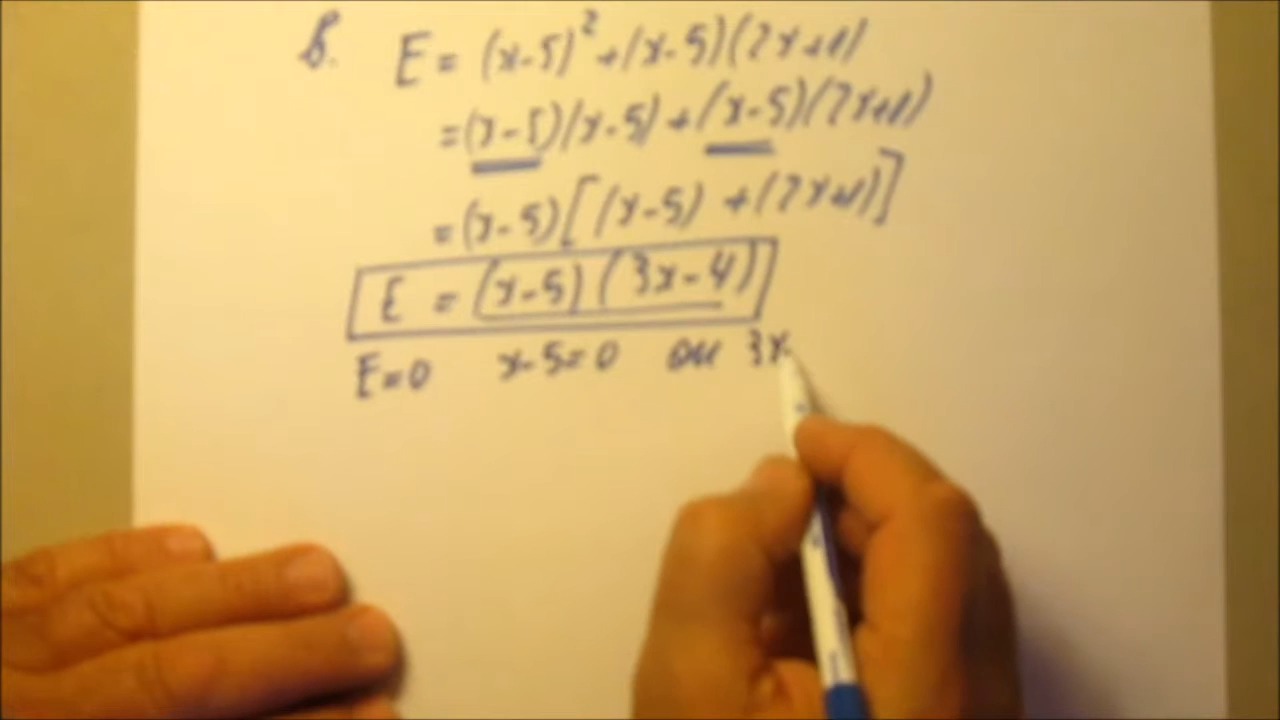 b. E = (x-5)² + (x-5)(2x+1)
= (x-5)(x-5) + (x-5)(2x+1)
= (x-5)[(x-5) + (2x+1)]
E = (x-5)(3x-4)
E=0 x-5=0 ou 3x